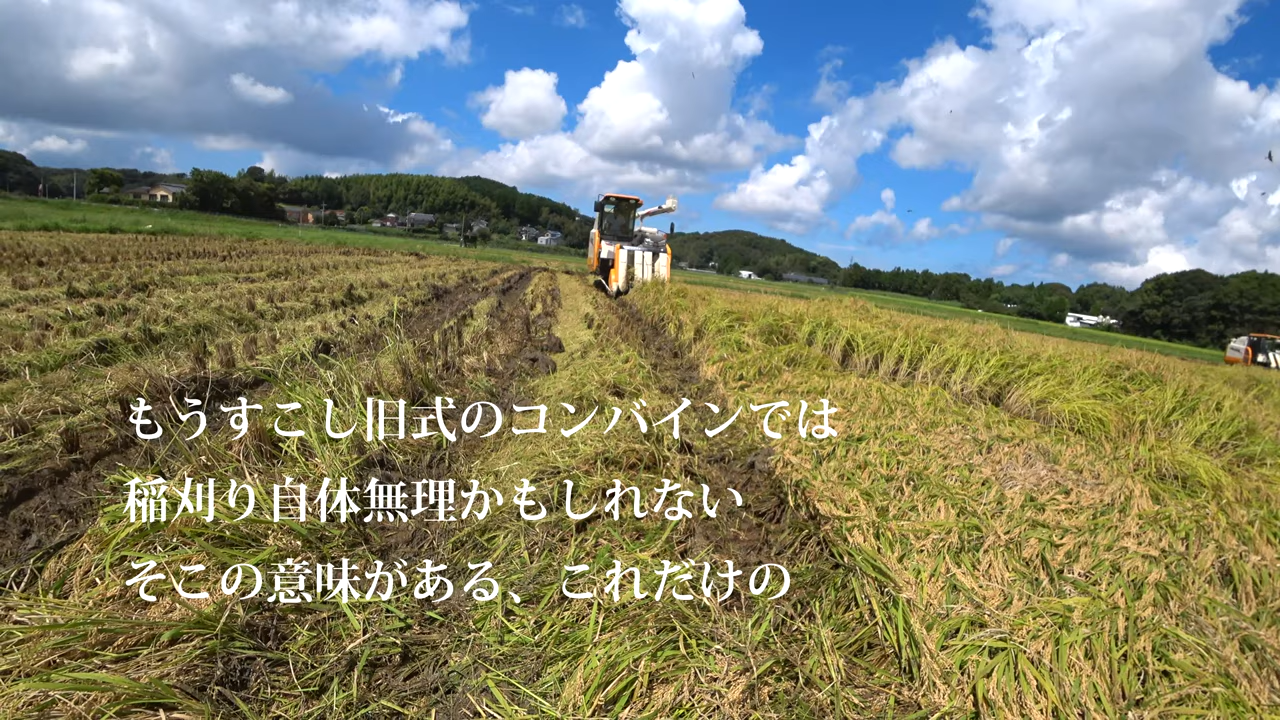 もうすこし旧式のコンバインでは
稲刈り自体無理かもしれない
そこの意味がある、これだけの